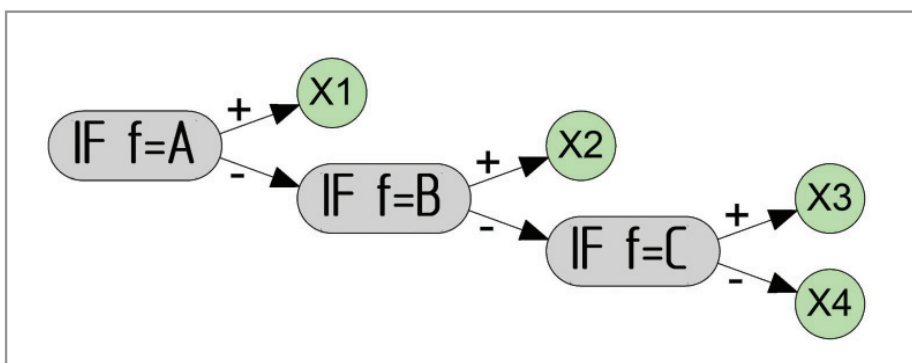 IF f=A
+
-
X1
IF f=B
+
-
X2
IF f=C
+
-
X3
X4